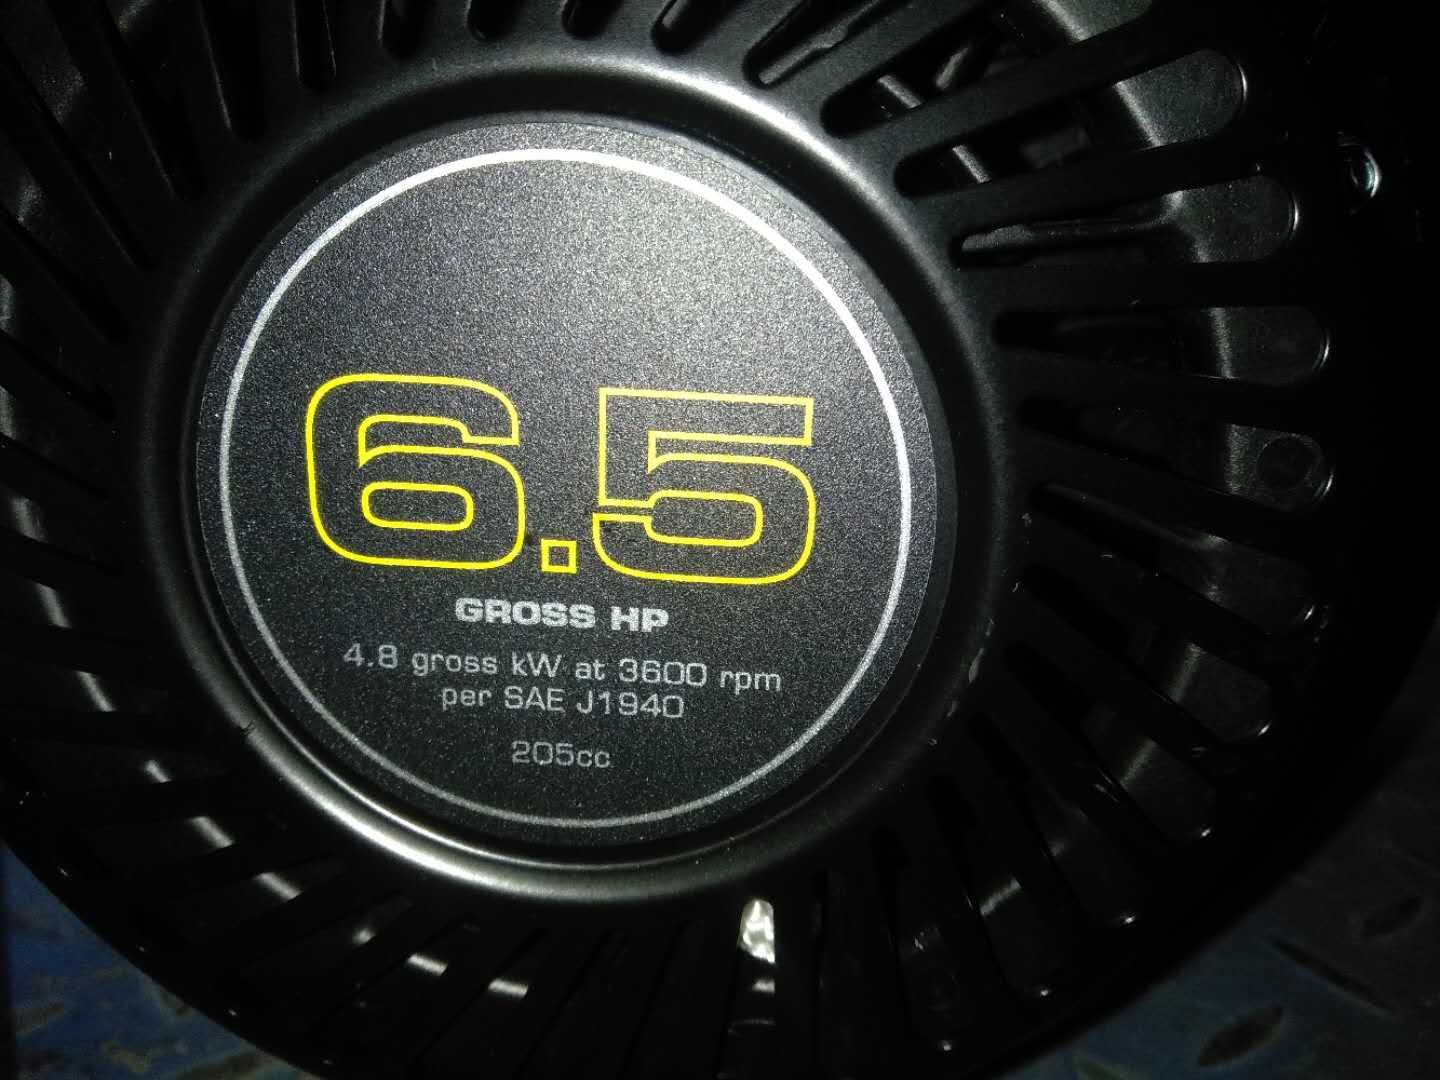 6.5
GROSS HP
4.8 gross kW at 3600 rpm
per SAE J1940
205cc